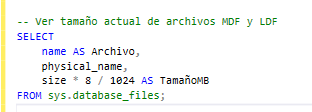 -- Ver tamaño actual de archivos MDF y LDF
SELECT
name AS Archivo,
physical_name,
size * 8 / 1024 AS TamañoMB
FROM sys.database_files;